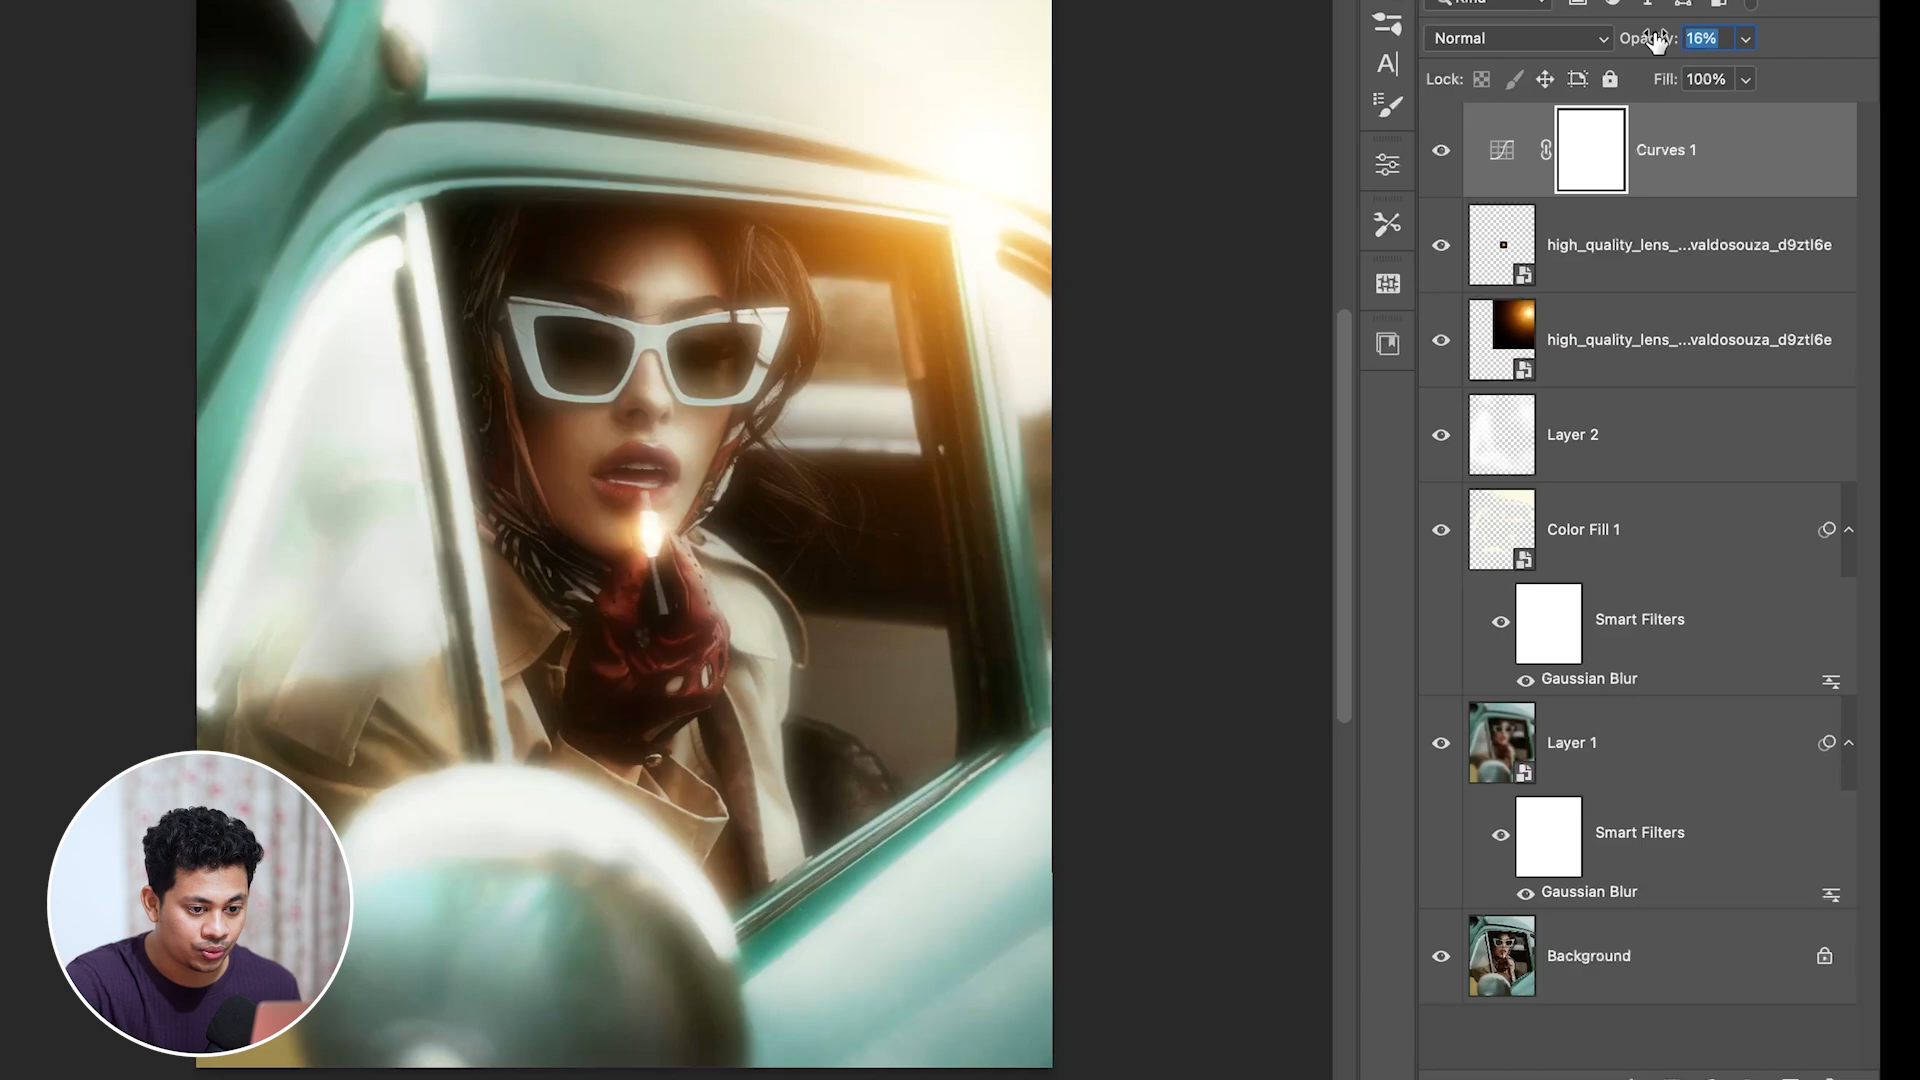 Normal
Opacity: 16%
Lock:
Fill: 100%
Curves 1
high_quality_lens_...valdosouza_d9ztl6e
high_quality_lens_...valdosouza_d9ztl6e
Layer 2
Color Fill 1
Smart Filters
Gaussian Blur
Layer 1
Smart Filters
Gaussian Blur
Background